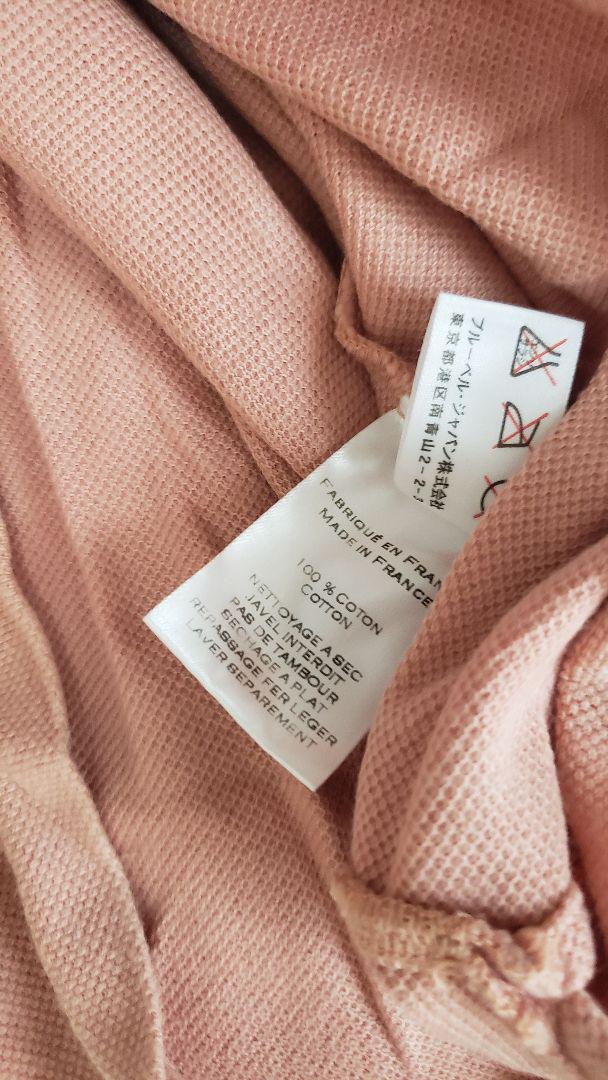 ブルーベル・ジャパン株式会社
東京都港区南青山2-2-
FABRIQUÉ EN FRAN
MADE IN FRANCE
100 % COTON
COTTON
NETTOYAGE A SEC
JAVEL INTERDIT
PAS DE TAMBOUR
SECHAGE A PLAT
REPASSAGE FER LEGER
LAVER SEPAREMENT